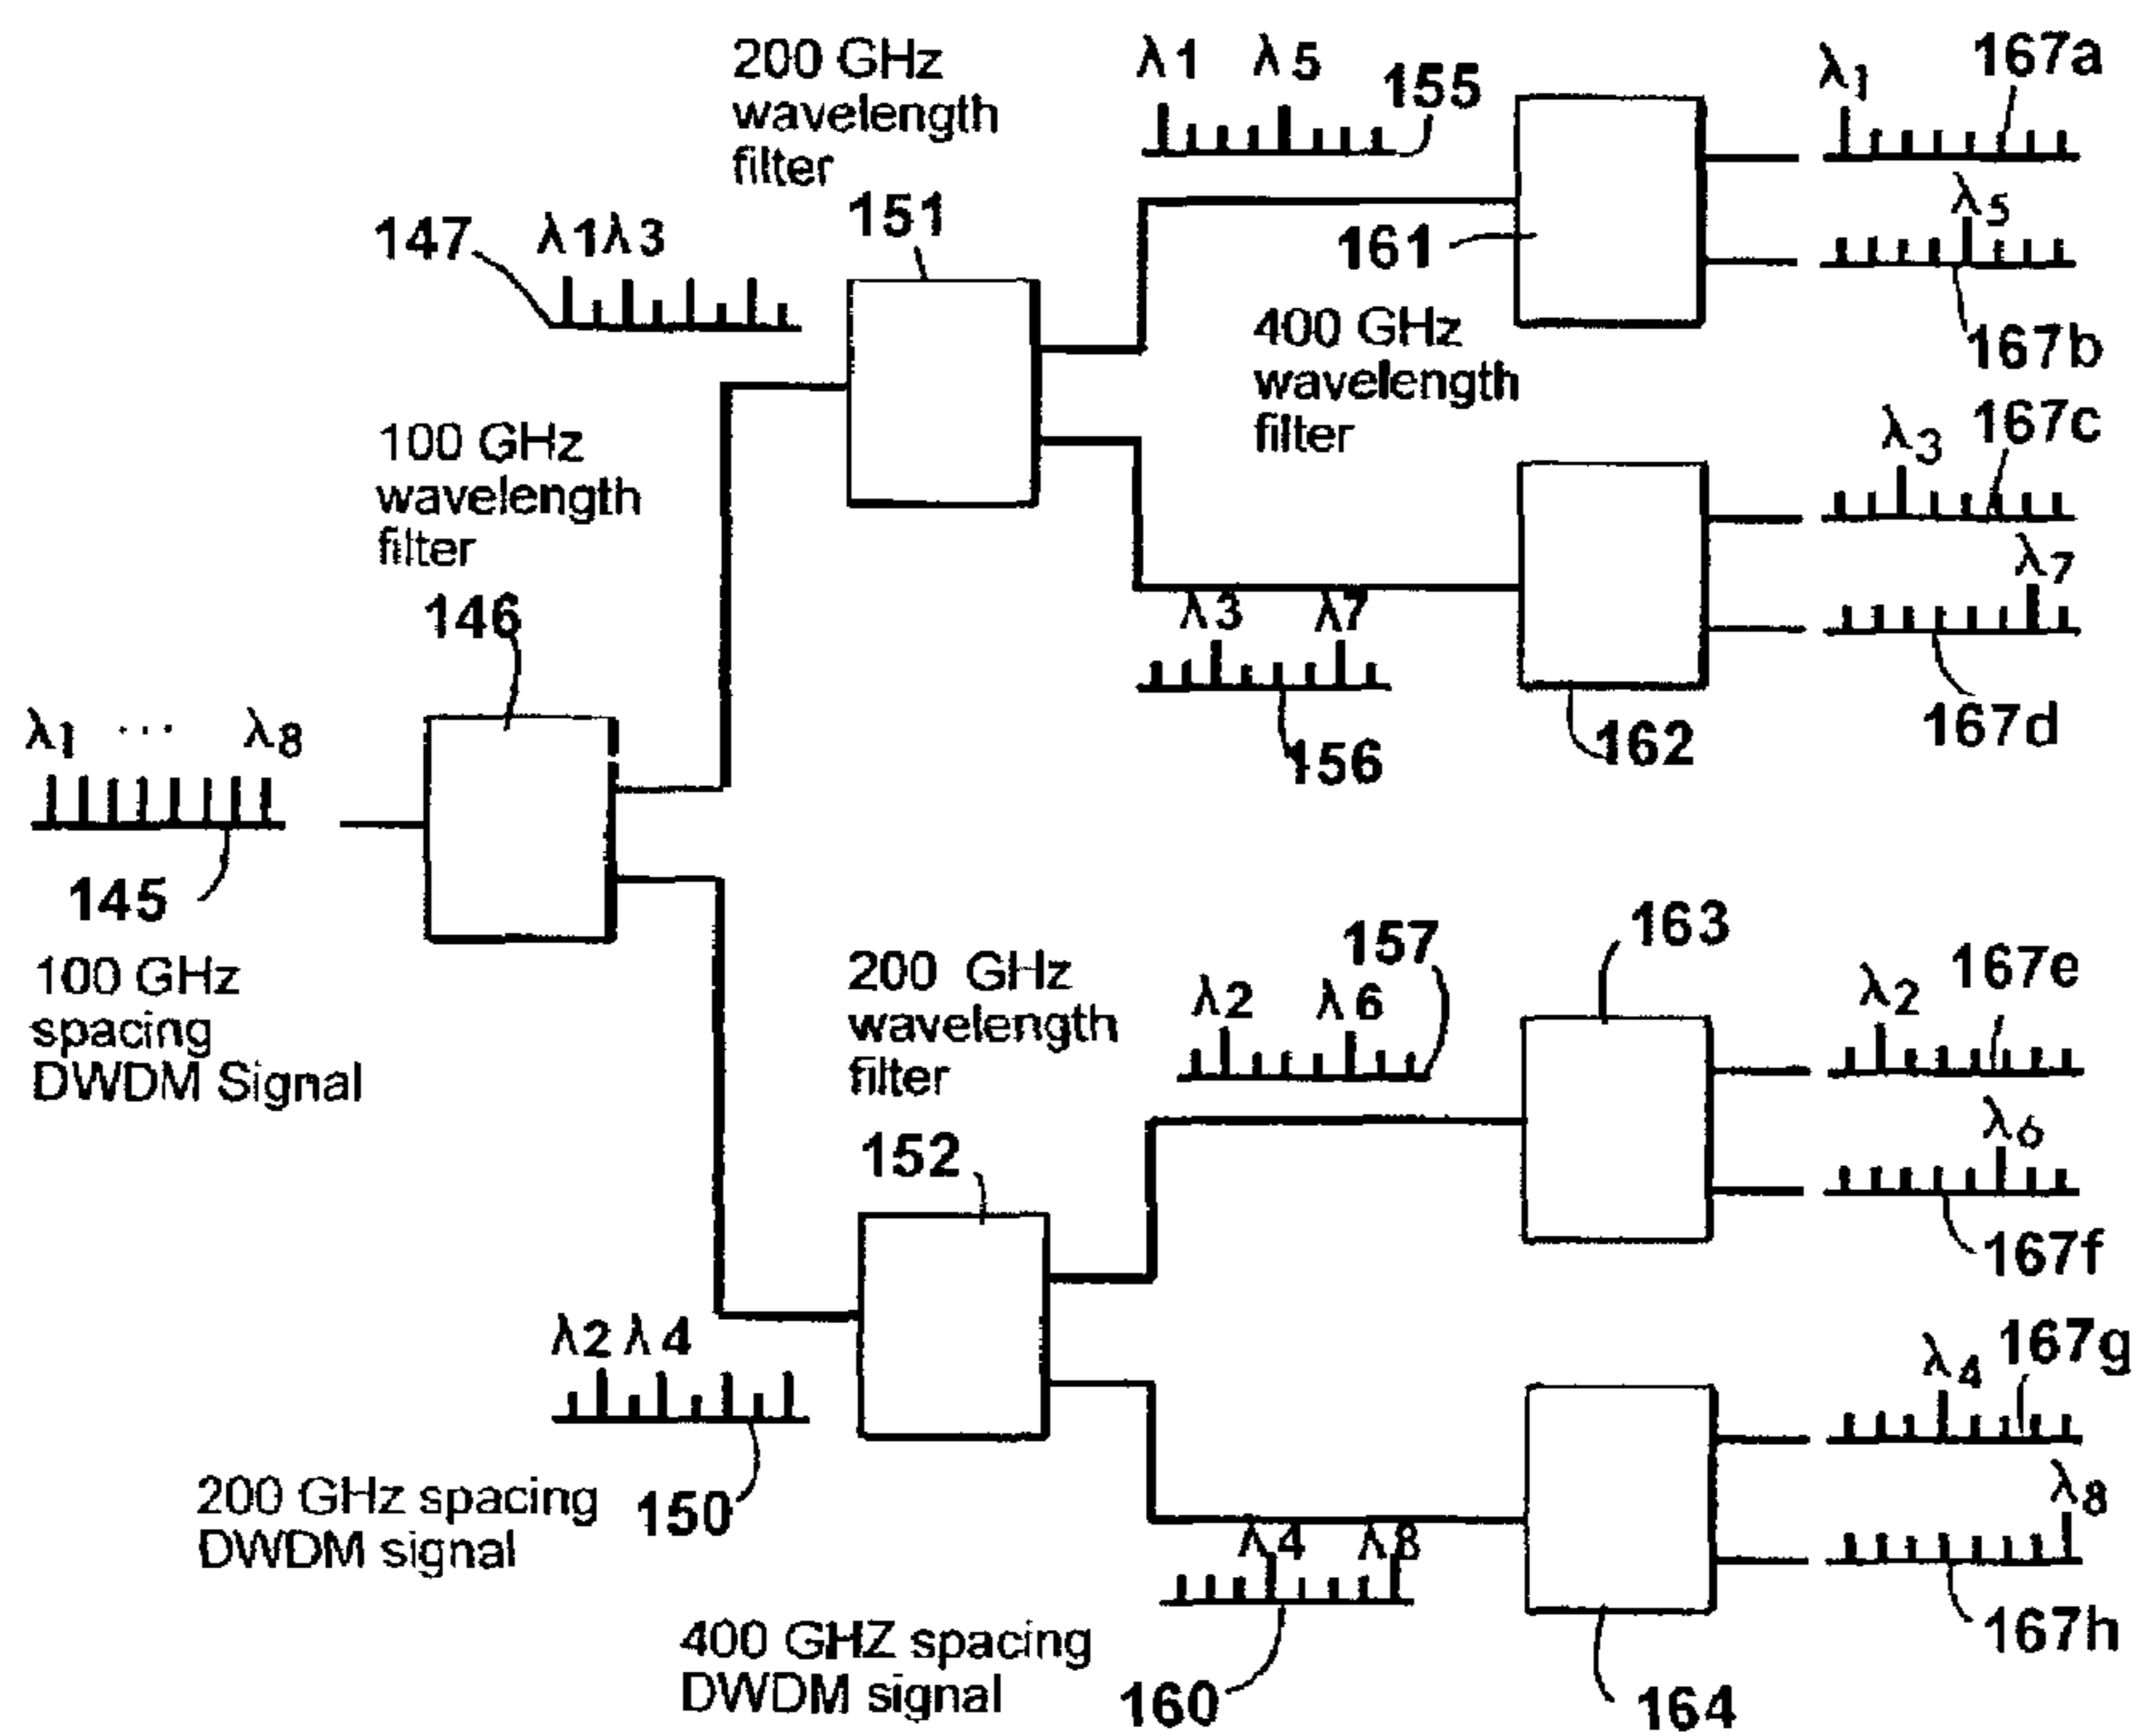 200 GHz
wavelength
filter
λ1 λ5
155
λ1
167a
147
λ1λ3
151
161
λ5
167b
400 GHz
wavelength
filter
100 GHz
wavelength
filter
λ3
167c
146
λ3 λ7
λ7
156
162
167d
λ1 ... λ8
145
100 GHz
spacing
DWDM Signal
200 GHz
wavelength
filter
157
λ2 λ6
163
λ2
167e
152
λ6
167f
λ2 λ4
200 GHz spacing
DWDM signal
150
λ4
167g
λ4 λ8
λ8
400 GHZ spacing
DWDM signal
160
164
167h